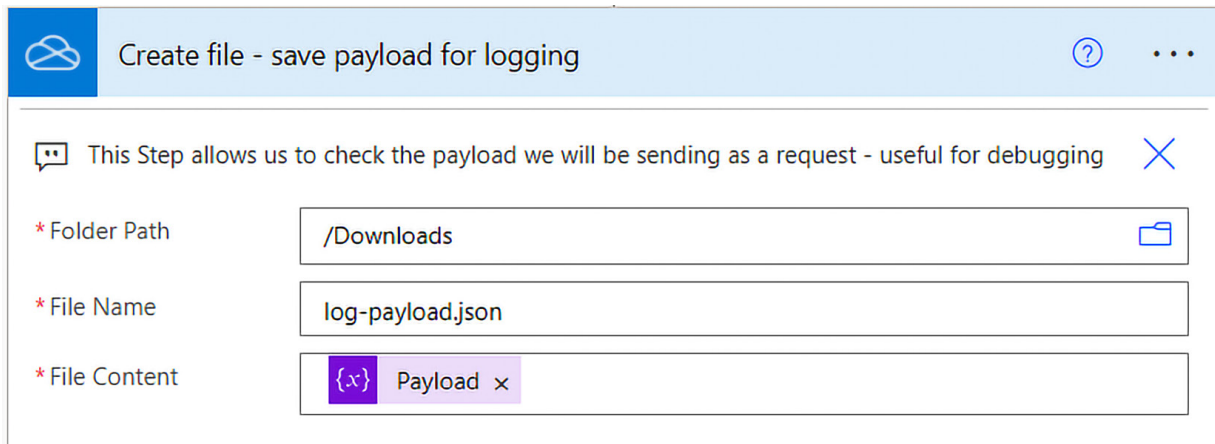 Create file - save payload for logging
This Step allows us to check the payload we will be sending as a request - useful for debugging
* Folder Path
/Downloads
* File Name
log-payload.json
* File Content
{x} Payload ×